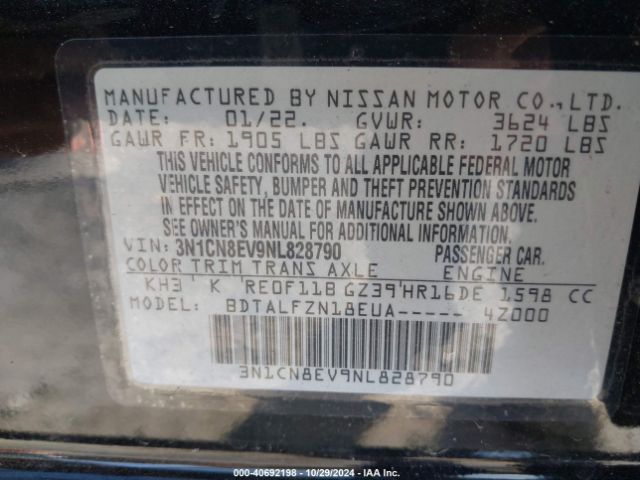 MANUFACTURED BY NISSAN MOTOR CO.,LTD.
DATE: 01/22. GVWR: 3624 LBS
GAWR FR: 1905 LBS GAWR RR: 1720 LBS
THIS VEHICLE CONFORMS TO ALL APPLICABLE FEDERAL MOTOR
VEHICLE SAFETY, BUMPER AND THEFT PREVENTION STANDARDS
IN EFFECT ON THE DATE OF MANUFACTURE SHOWN ABOVE.
SEE OWNER'S MANUAL FOR ADDITIONAL INFORMATION
VIN: 3N1CN8EV9NL828790 PASSENGER CAR.
COLOR TRIM TRANS AXLE ENGINE
KH3 K RE0F11B GZ39 HR16DE 1598 CC
MODEL: BDTALFZN18EUA----- 4Z000
3N1CN8EV9NL828790
000-40692198 - 10/29/2024 - IAA Inc.